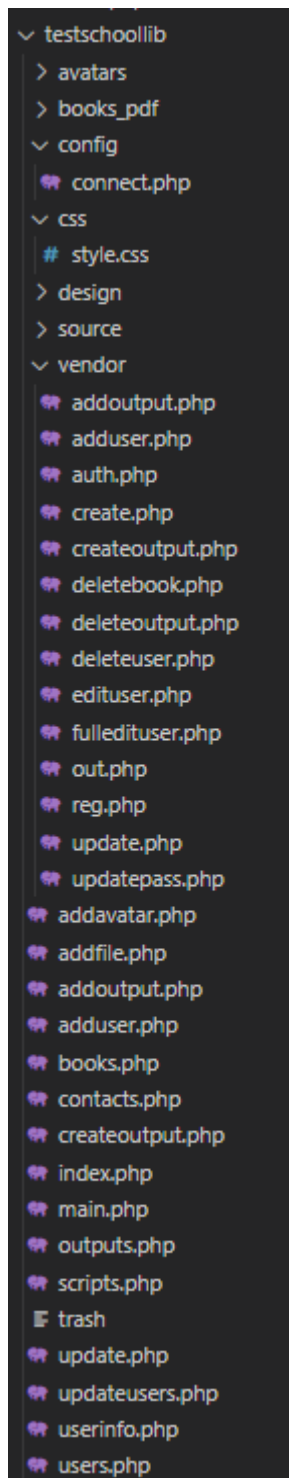 testschoollib
avatars
books_pdf
config
connect.php
css
# style.css
design
source
vendor
addoutput.php
adduser.php
auth.php
create.php
createoutput.php
deletebook.php
deleteoutput.php
deleteuser.php
edituser.php
fulledituser.php
out.php
reg.php
update.php
updatepass.php
addavatar.php
addfile.php
addoutput.php
adduser.php
books.php
contacts.php
createoutput.php
index.php
main.php
outputs.php
scripts.php
trash
update.php
updateusers.php
userinfo.php
users.php